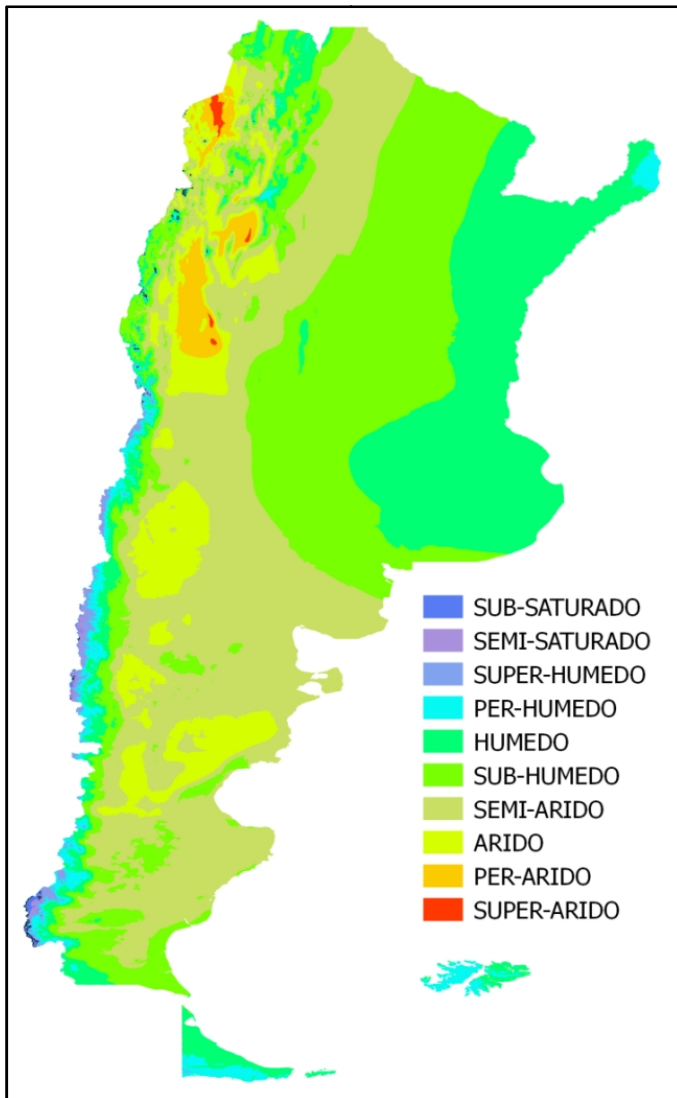 SUB-SATURADO
SEMI-SATURADO
SUPER-HUMEDO
PER-HUMEDO
HUMEDO
SUB-HUMEDO
SEMI-ARIDO
ARIDO
PER-ARIDO
SUPER-ARIDO